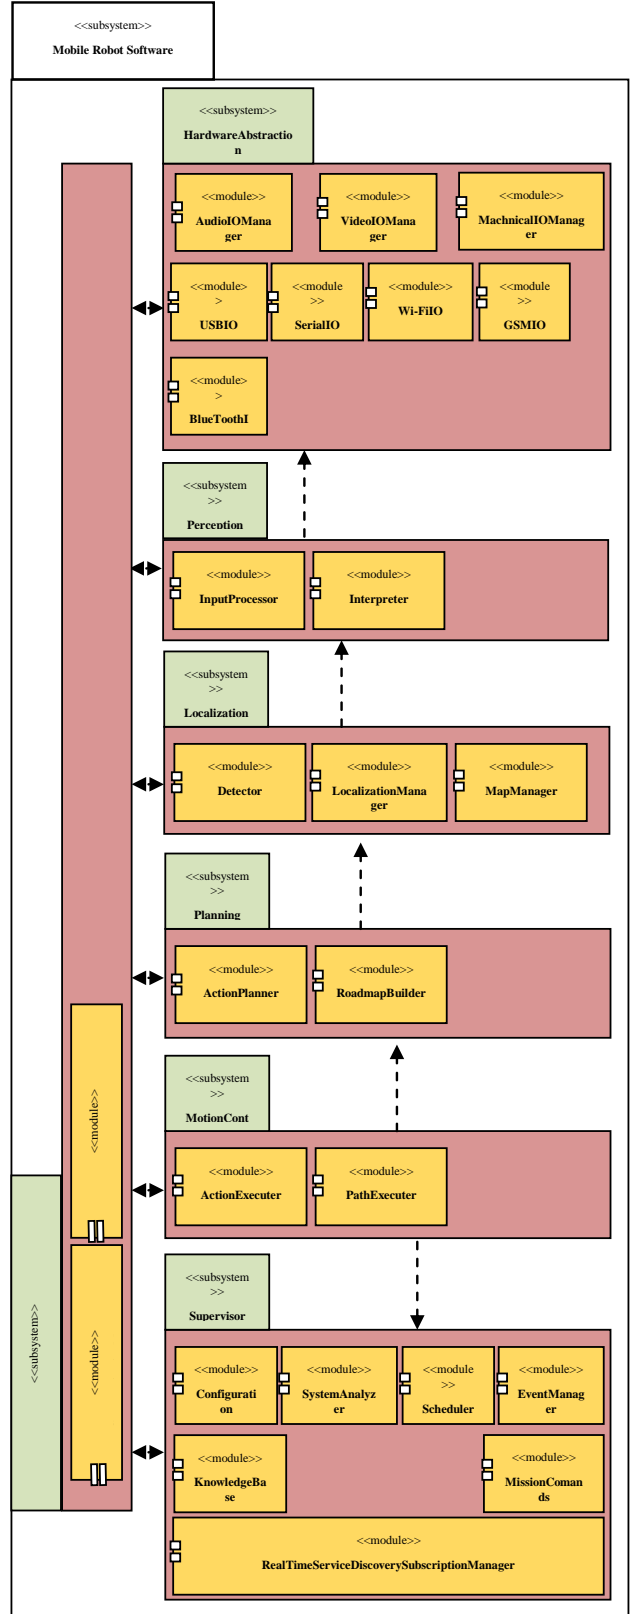 <<subsystem>>
Mobile Robot Software
<<subsystem>>
HardwareAbstractio
n
<<module>>
AudioIOMana
ger
<<module>>
VideoIOMana
ger
<<module>>
MachnicalIOManag
er
<<module>
>
USBIO
<<module
>>
SerialIO
<<module>>
Wi-FiIO
<<module
>>
GSMIO
<<module>
>
BlueToothI
<<subsystem
>>
Perception
<<module>>
InputProcessor
<<module>>
Interpreter
<<subsystem
>>
Localization
<<module>>
Detector
<<module>>
LocalizationMana
ger
<<module>>
MapManager
<<subsystem
>>
Planning
<<module>>
ActionPlanner
<<module>>
RoadmapBuilder
<<subsystem
>>
MotionCont
<<module>>
ActionExecuter
<<module>>
PathExecuter
<<subsystem
>>
Supervisor
<<module>>
Configurati
on
<<module>>
SystemAnalyz
er
<<module
>>
Scheduler
<<module>>
EventManag
er
<<module>>
KnowledgeBa
se
<<module>>
MissionComan
ds
<<module>>
RealTimeServiceDiscoverySubscriptionManager
<<module>>
<<module>>
<<subsystem>>